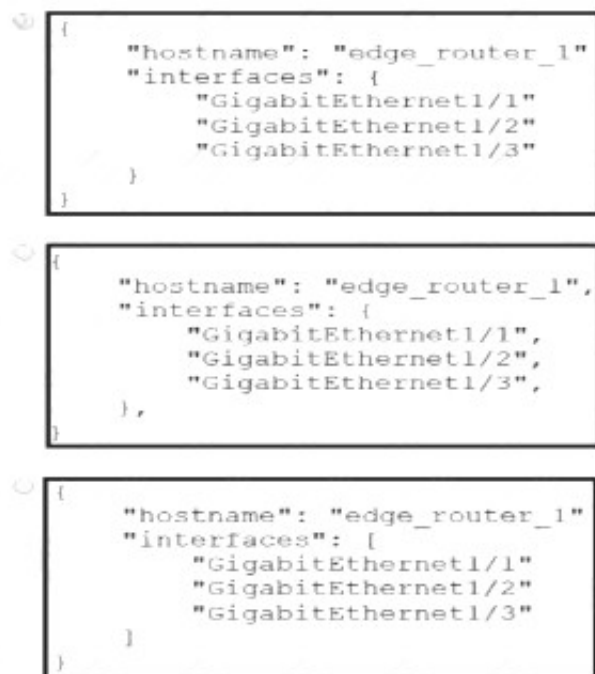 {
"hostname": "edge_router_1"
"interfaces": {
"GigabitEthernet1/1"
"GigabitEthernet1/2"
"GigabitEthernet1/3"
}
}
{
"hostname": "edge_router_1",
"interfaces": {
"GigabitEthernet1/1",
"GigabitEthernet1/2",
"GigabitEthernet1/3",
},
}
{
"hostname": "edge_router_1"
"interfaces": [
"GigabitEthernet1/1"
"GigabitEthernet1/2"
"GigabitEthernet1/3"
]
}